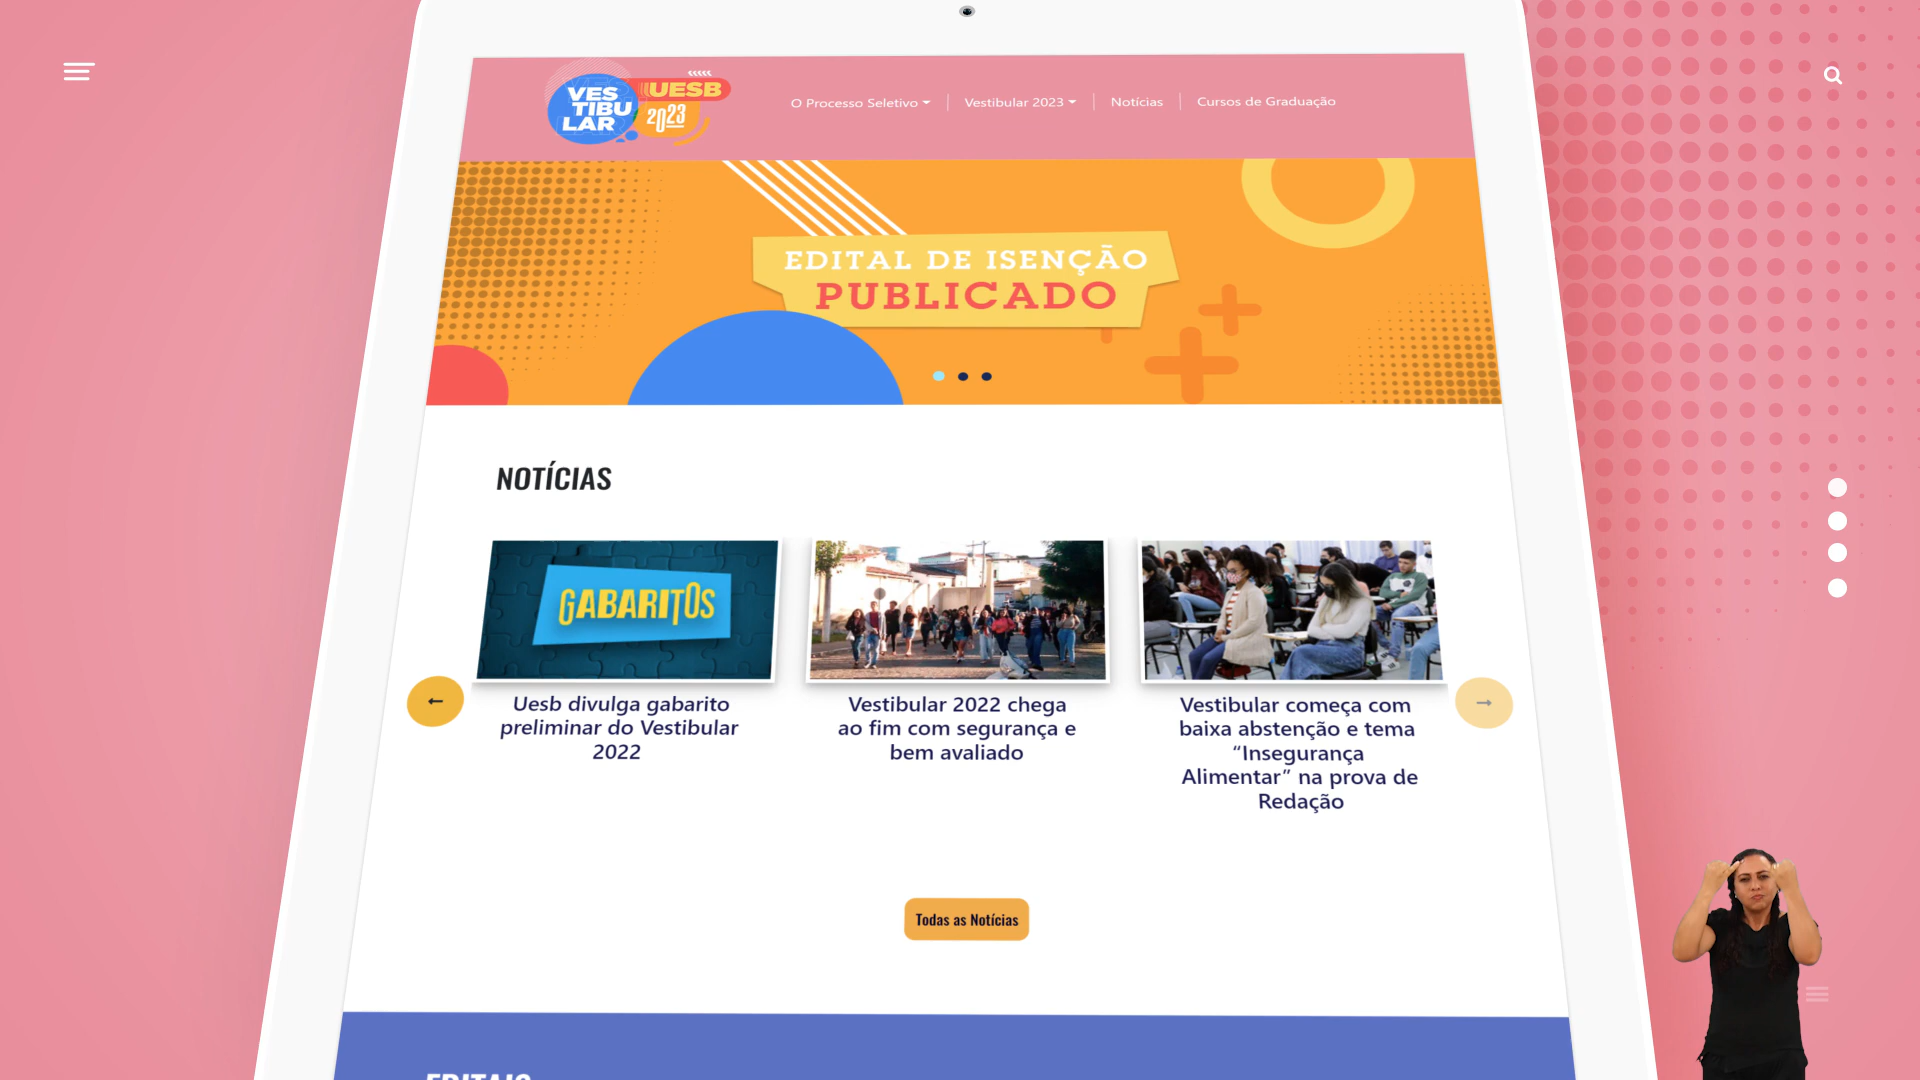 VES
TIBU
LAR
UESB
2023
O Processo Seletivo
Vestibular 2023
Notícias
Cursos de Graduação
EDITAL DE ISENÇÃO
PUBLICADO
NOTÍCIAS
GABARITOS
Uesb divulga gabarito
preliminar do Vestibular
2022
Vestibular 2022 chega
ao fim com segurança e
bem avaliado
Vestibular começa com
baixa abstenção e tema
“Insegurança
Alimentar” na prova de
Redação
Todas as Notícias
EDITAIS